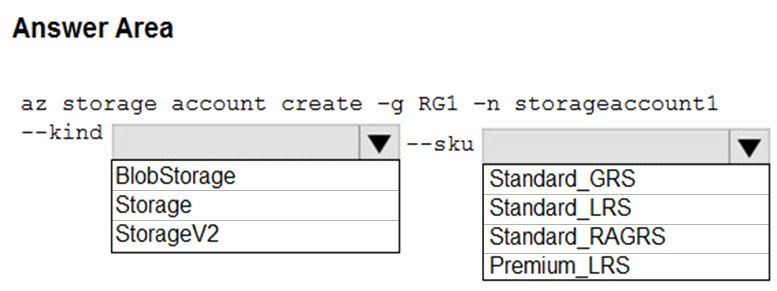 Answer Area
az storage account create –g RG1 –n storageaccount1
--kind --sku
BlobStorage
Storage
StorageV2
Standard_GRS
Standard_LRS
Standard_RAGRS
Premium_LRS